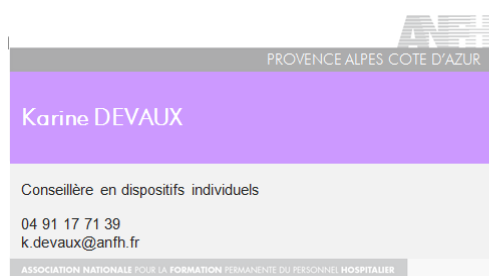 ANFH
PROVENCE ALPES COTE D'AZUR
Karine DEVAUX
Conseillère en dispositifs individuels
04 91 17 71 39
k.devaux@anfh.fr
ASSOCIATION NATIONALE POUR LA FORMATION PERMANENTE DU PERSONNEL HOSPITALIER